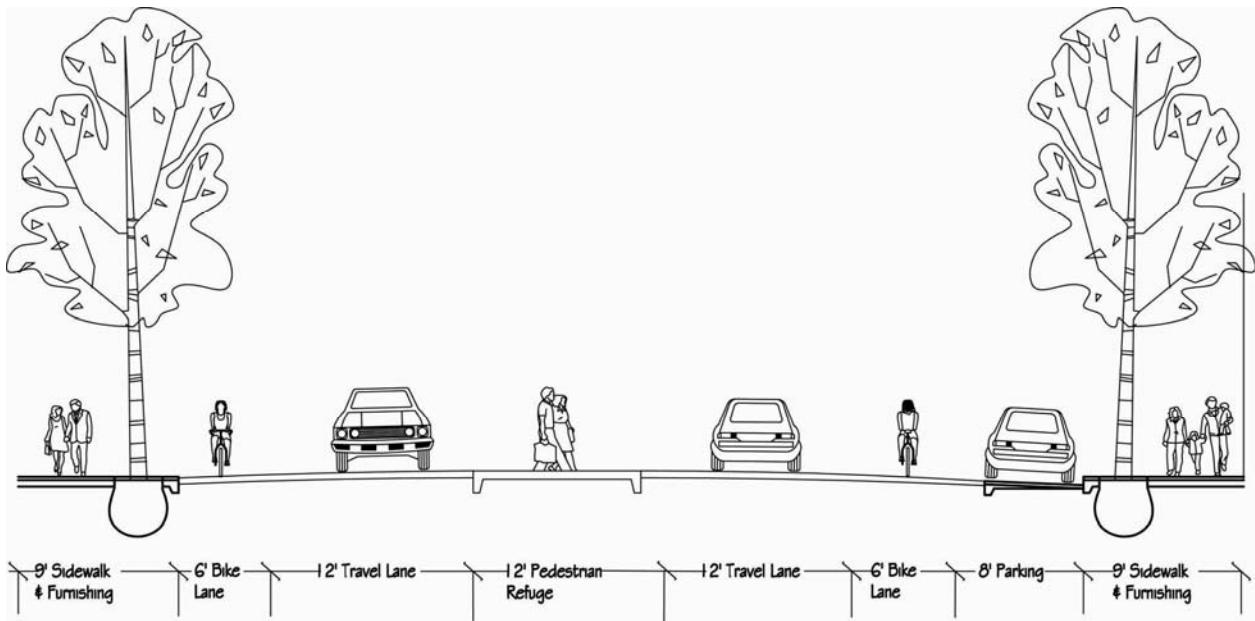 9' Sidewalk
& Furnishing
6' Bike
Lane
12' Travel Lane
12' Pedestrian
Refuge
12' Travel Lane
6' Bike
Lane
8' Parking
9' Sidewalk
& Furnishing